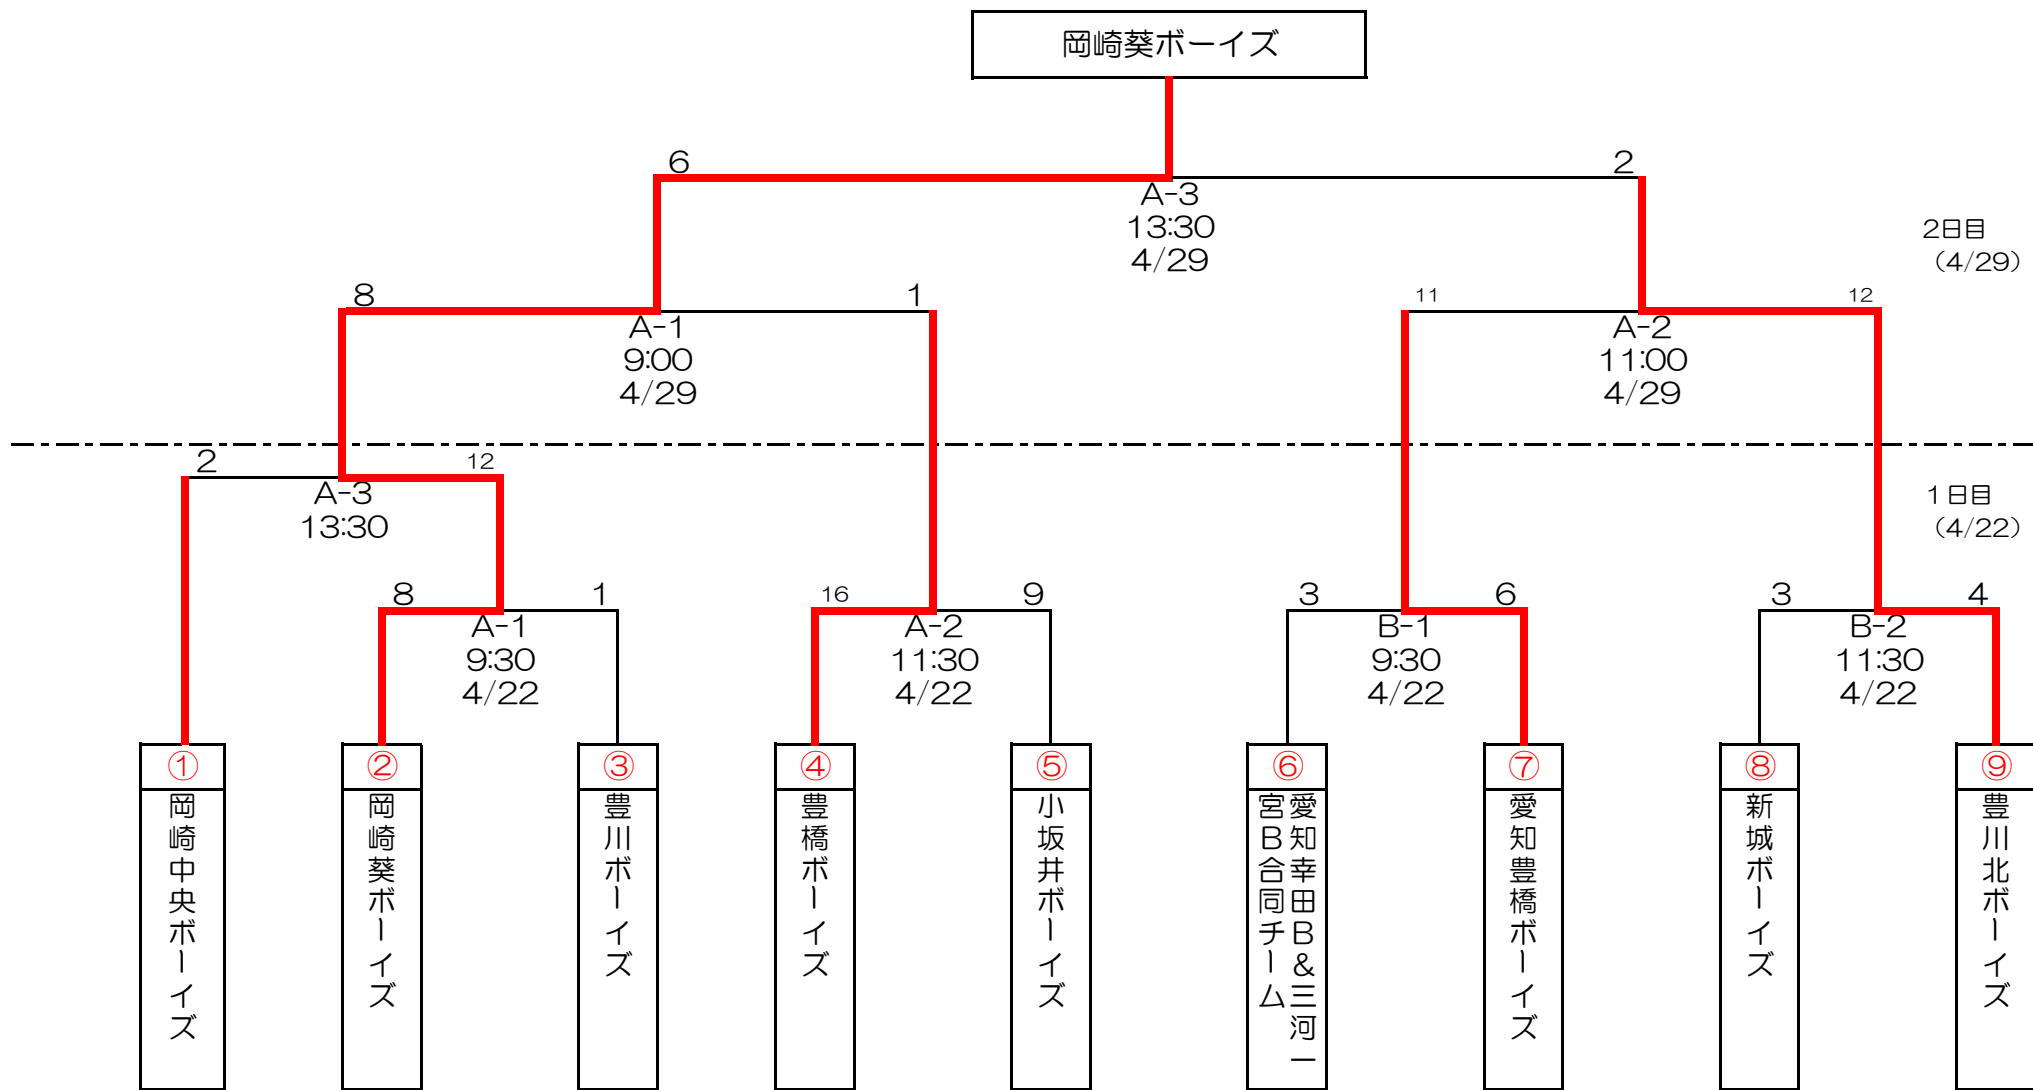 岡崎葵ボーイズ
6
2
A-3
13:30
4/29
2日目
（4/29）
8
1
11
12
A-1
9:00
4/29
A-2
11:00
4/29
2
12
A-3
13:30
1日目
（4/22）
8
1
16
9
3
6
3
4
A-1
9:30
4/22
A-2
11:30
4/22
B-1
9:30
4/22
B-2
11:30
4/22
①
岡崎中央ボーイズ
②
岡崎葵ボーイズ
③
豊川ボーイズ
④
豊橋ボーイズ
⑤
小坂井ボーイズ
⑥
愛知幸田B&三河一
宮B合同チーム
⑦
愛知豊橋ボーイズ
⑧
新城ボーイズ
⑨
豊川北ボーイズ